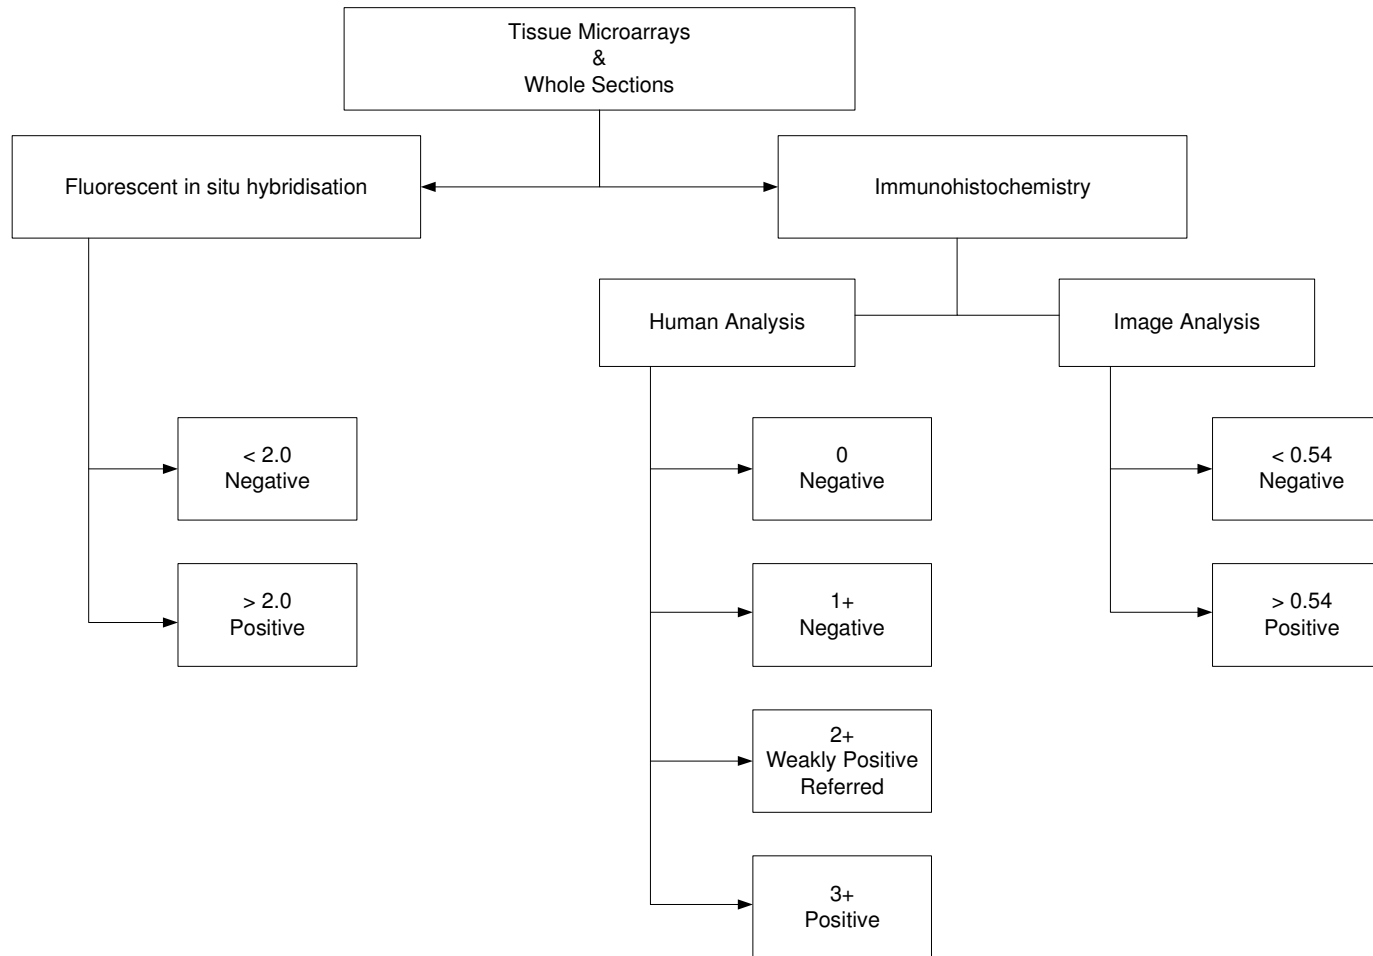 Tissue Microarrays
&
Whole Sections
Fluorescent in situ hybridisation
Immunohistochemistry
Human Analysis
Image Analysis
< 2.0
Negative
> 2.0
Positive
0
Negative
1+
Negative
2+
Weakly Positive
Referred
3+
Positive
< 0.54
Negative
> 0.54
Positive